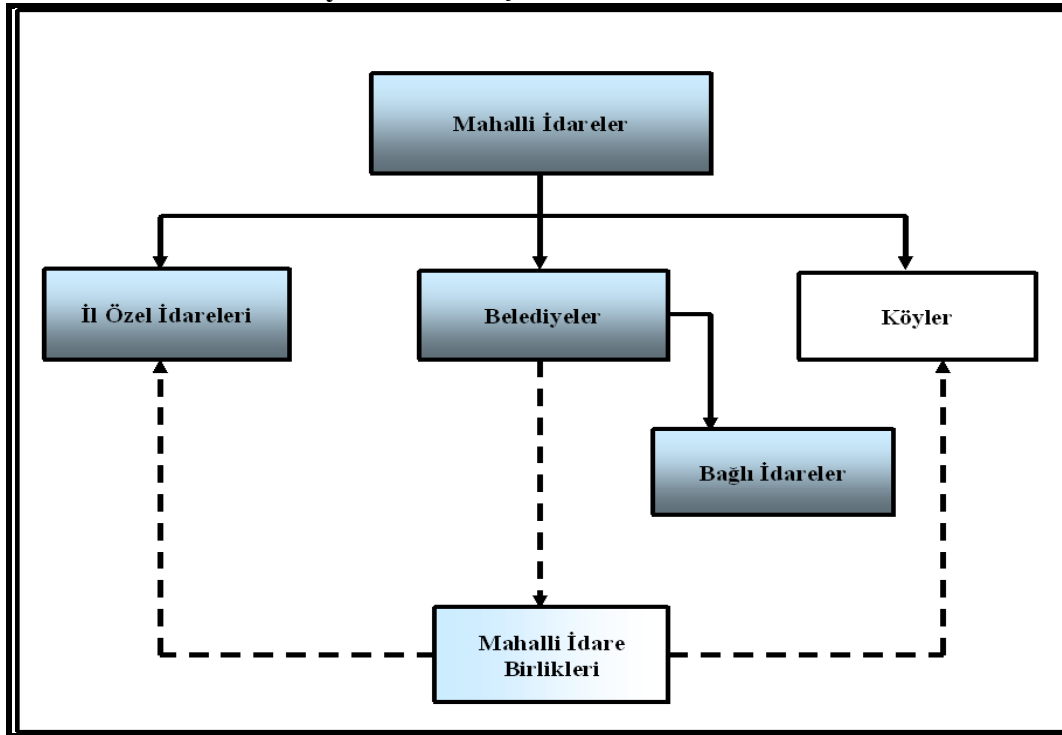 Mahalli İdareler
İl Özel İdareleri
Belediyeler
Köyler
Bağlı İdareler
Mahalli İdare
Birlikleri